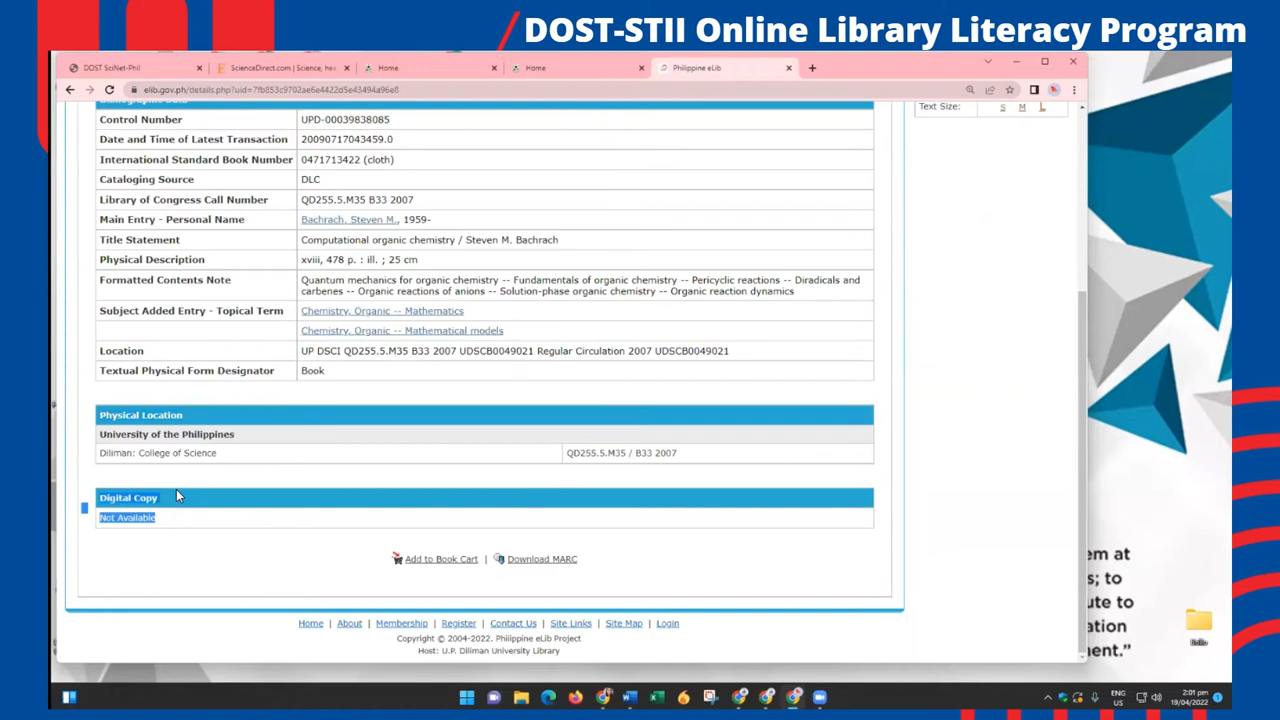 DOST-STII Online Library Literacy Program
DOST SciNet-Phil
ScienceDirect.com | Science, hea
Home
Home
Philippine eLib
elib.gov.ph/details.php?uid=7fb853c9702ae6e4422d5e43494a96e8
Text Size: S M L
Control Number UPD-00039838085
Date and Time of Latest Transaction 20090717043459.0
International Standard Book Number 0471713422 (cloth)
Cataloging Source DLC
Library of Congress Call Number QD255.5.M35 B33 2007
Main Entry - Personal Name Bachrach, Steven M., 1959-
Title Statement Computational organic chemistry / Steven M. Bachrach
Physical Description xviii, 478 p. : ill. ; 25 cm
Formatted Contents Note Quantum mechanics for organic chemistry -- Fundamentals of organic chemistry -- Pericyclic reactions -- Diradicals and
carbenes -- Organic reactions of anions -- Solution-phase organic chemistry -- Organic reaction dynamics
Subject Added Entry - Topical Term Chemistry, Organic -- Mathematics
Chemistry, Organic -- Mathematical models
Location UP DSCI QD255.5.M35 B33 2007 UDSCB0049021 Regular Circulation 2007 UDSCB0049021
Textual Physical Form Designator Book
Physical Location
University of the Philippines
Diliman: College of Science QD255.5.M35 / B33 2007
Digital Copy
Not Available
Add to Book Cart | Download MARC
Home | About | Membership | Register | Contact Us | Site Links | Site Map | Login
Copyright © 2004-2022. Philippine eLib Project
Host: U.P. Diliman University Library
em at
s; to
ute to
ation
ent.”
ENG
US
2:01 pm
19/04/2022